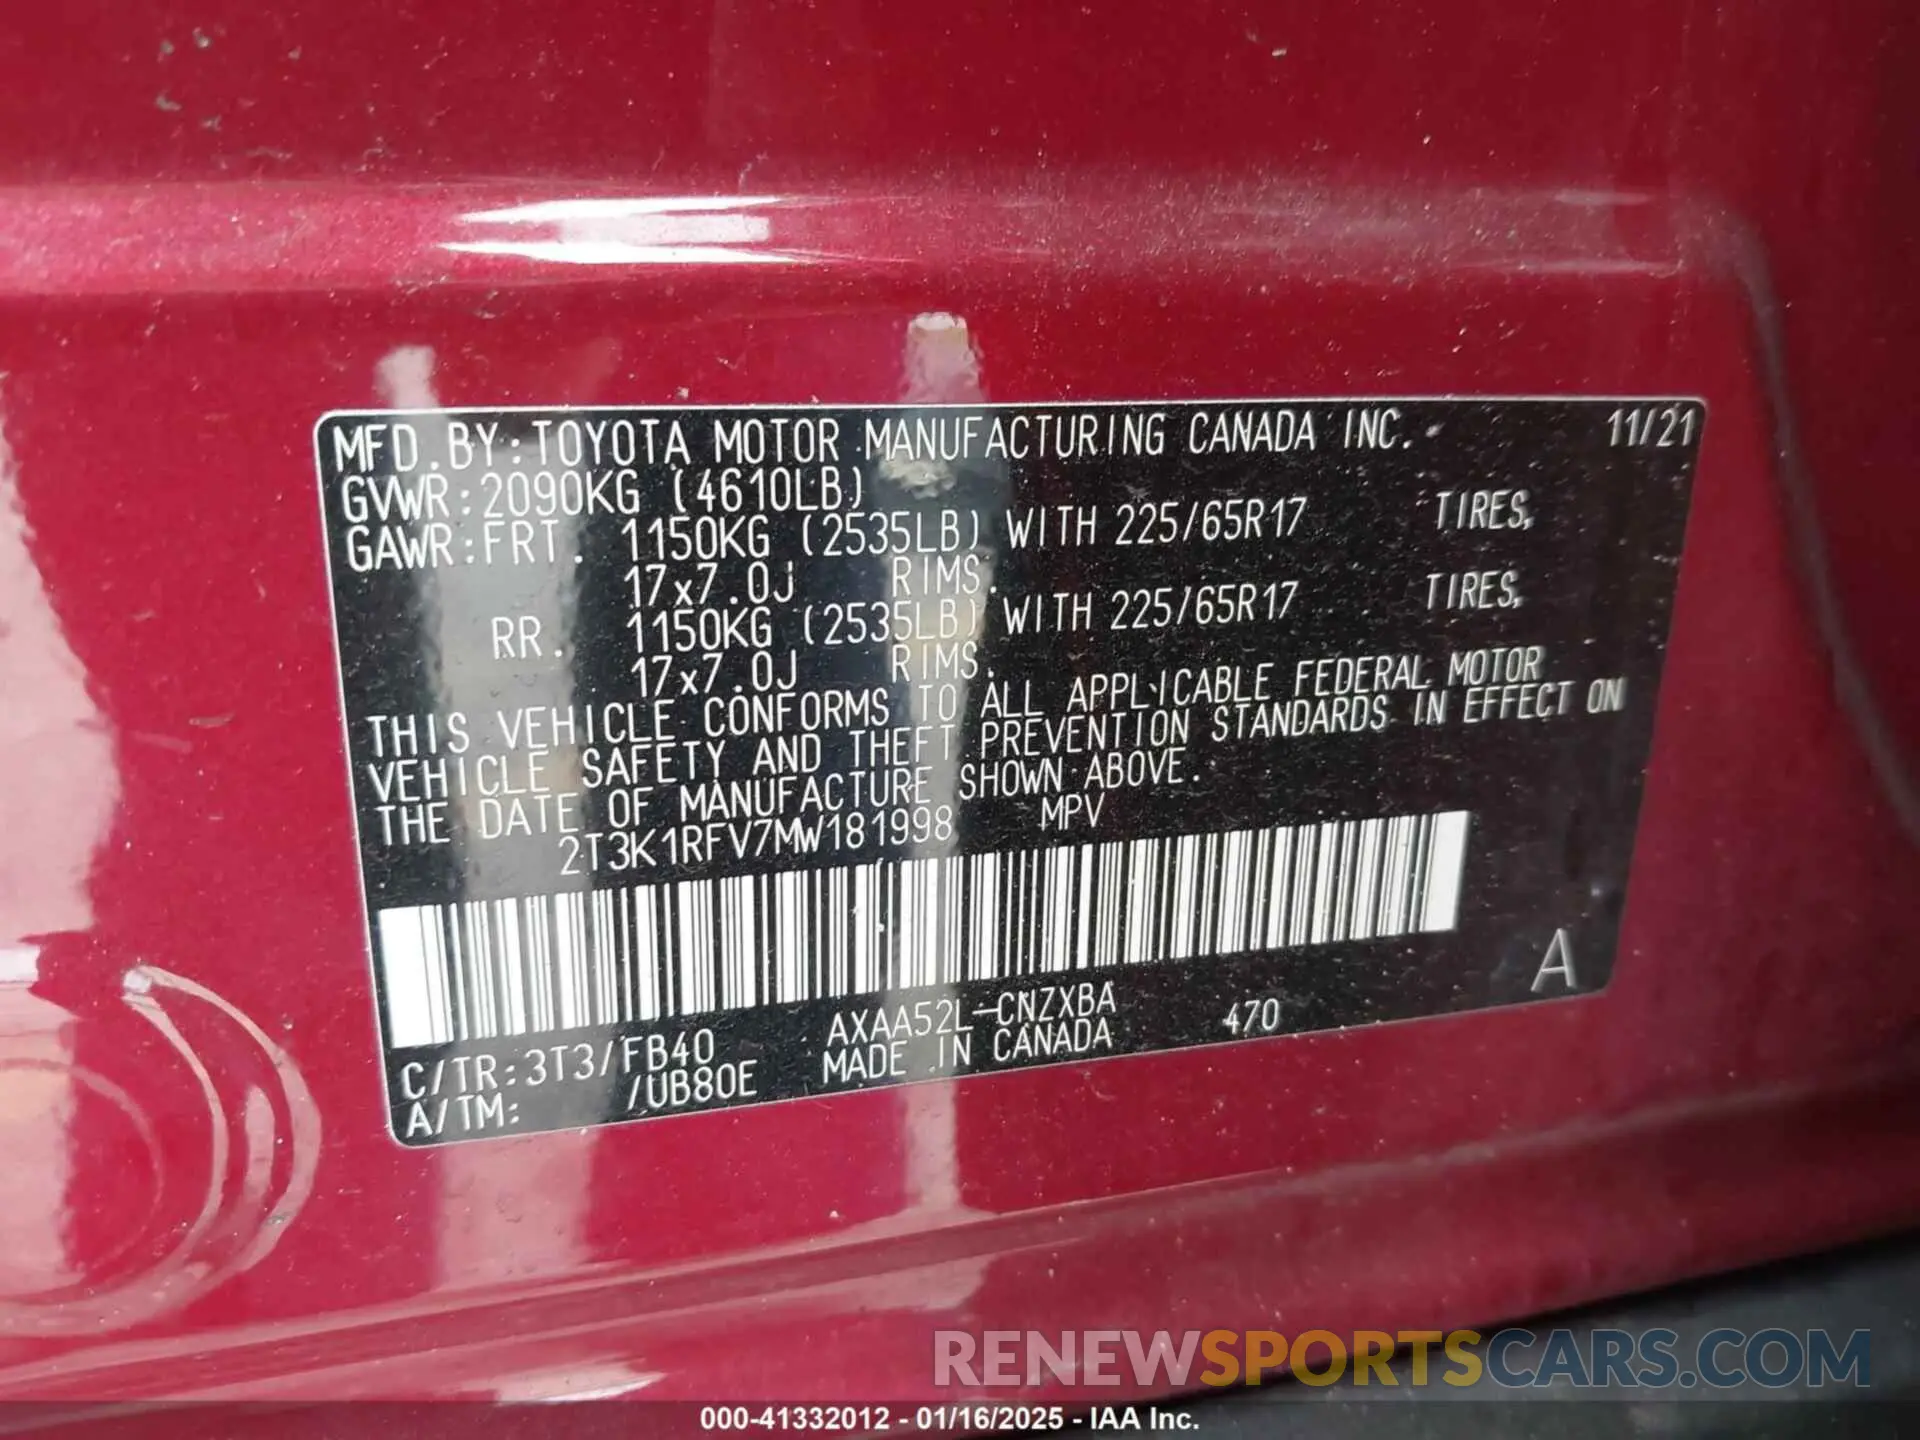 MFD.BY:TOYOTA MOTOR MANUFACTURING CANADA INC. 11/21
GVWR:2090KG (4610LB)
GAWR:FRT. 1150KG (2535LB) WITH 225/65R17 TIRES,
17x7.0J RIMS.
RR. 1150KG (2535LB) WITH 225/65R17 TIRES,
17x7.0J RIMS.
THIS VEHICLE CONFORMS TO ALL APPLICABLE FEDERAL MOTOR
VEHICLE SAFETY AND THEFT PREVENTION STANDARDS IN EFFECT ON
THE DATE OF MANUFACTURE SHOWN ABOVE.
2T3K1RFV7MW181998 MPV
A
C/TR:3T3/FB40 AXAA52L-CNZXBA 470
A/TM: /UB80E MADE IN CANADA
RENEWSPORTSCARS.COM
000-41332012 - 01/16/2025 - IAA Inc.